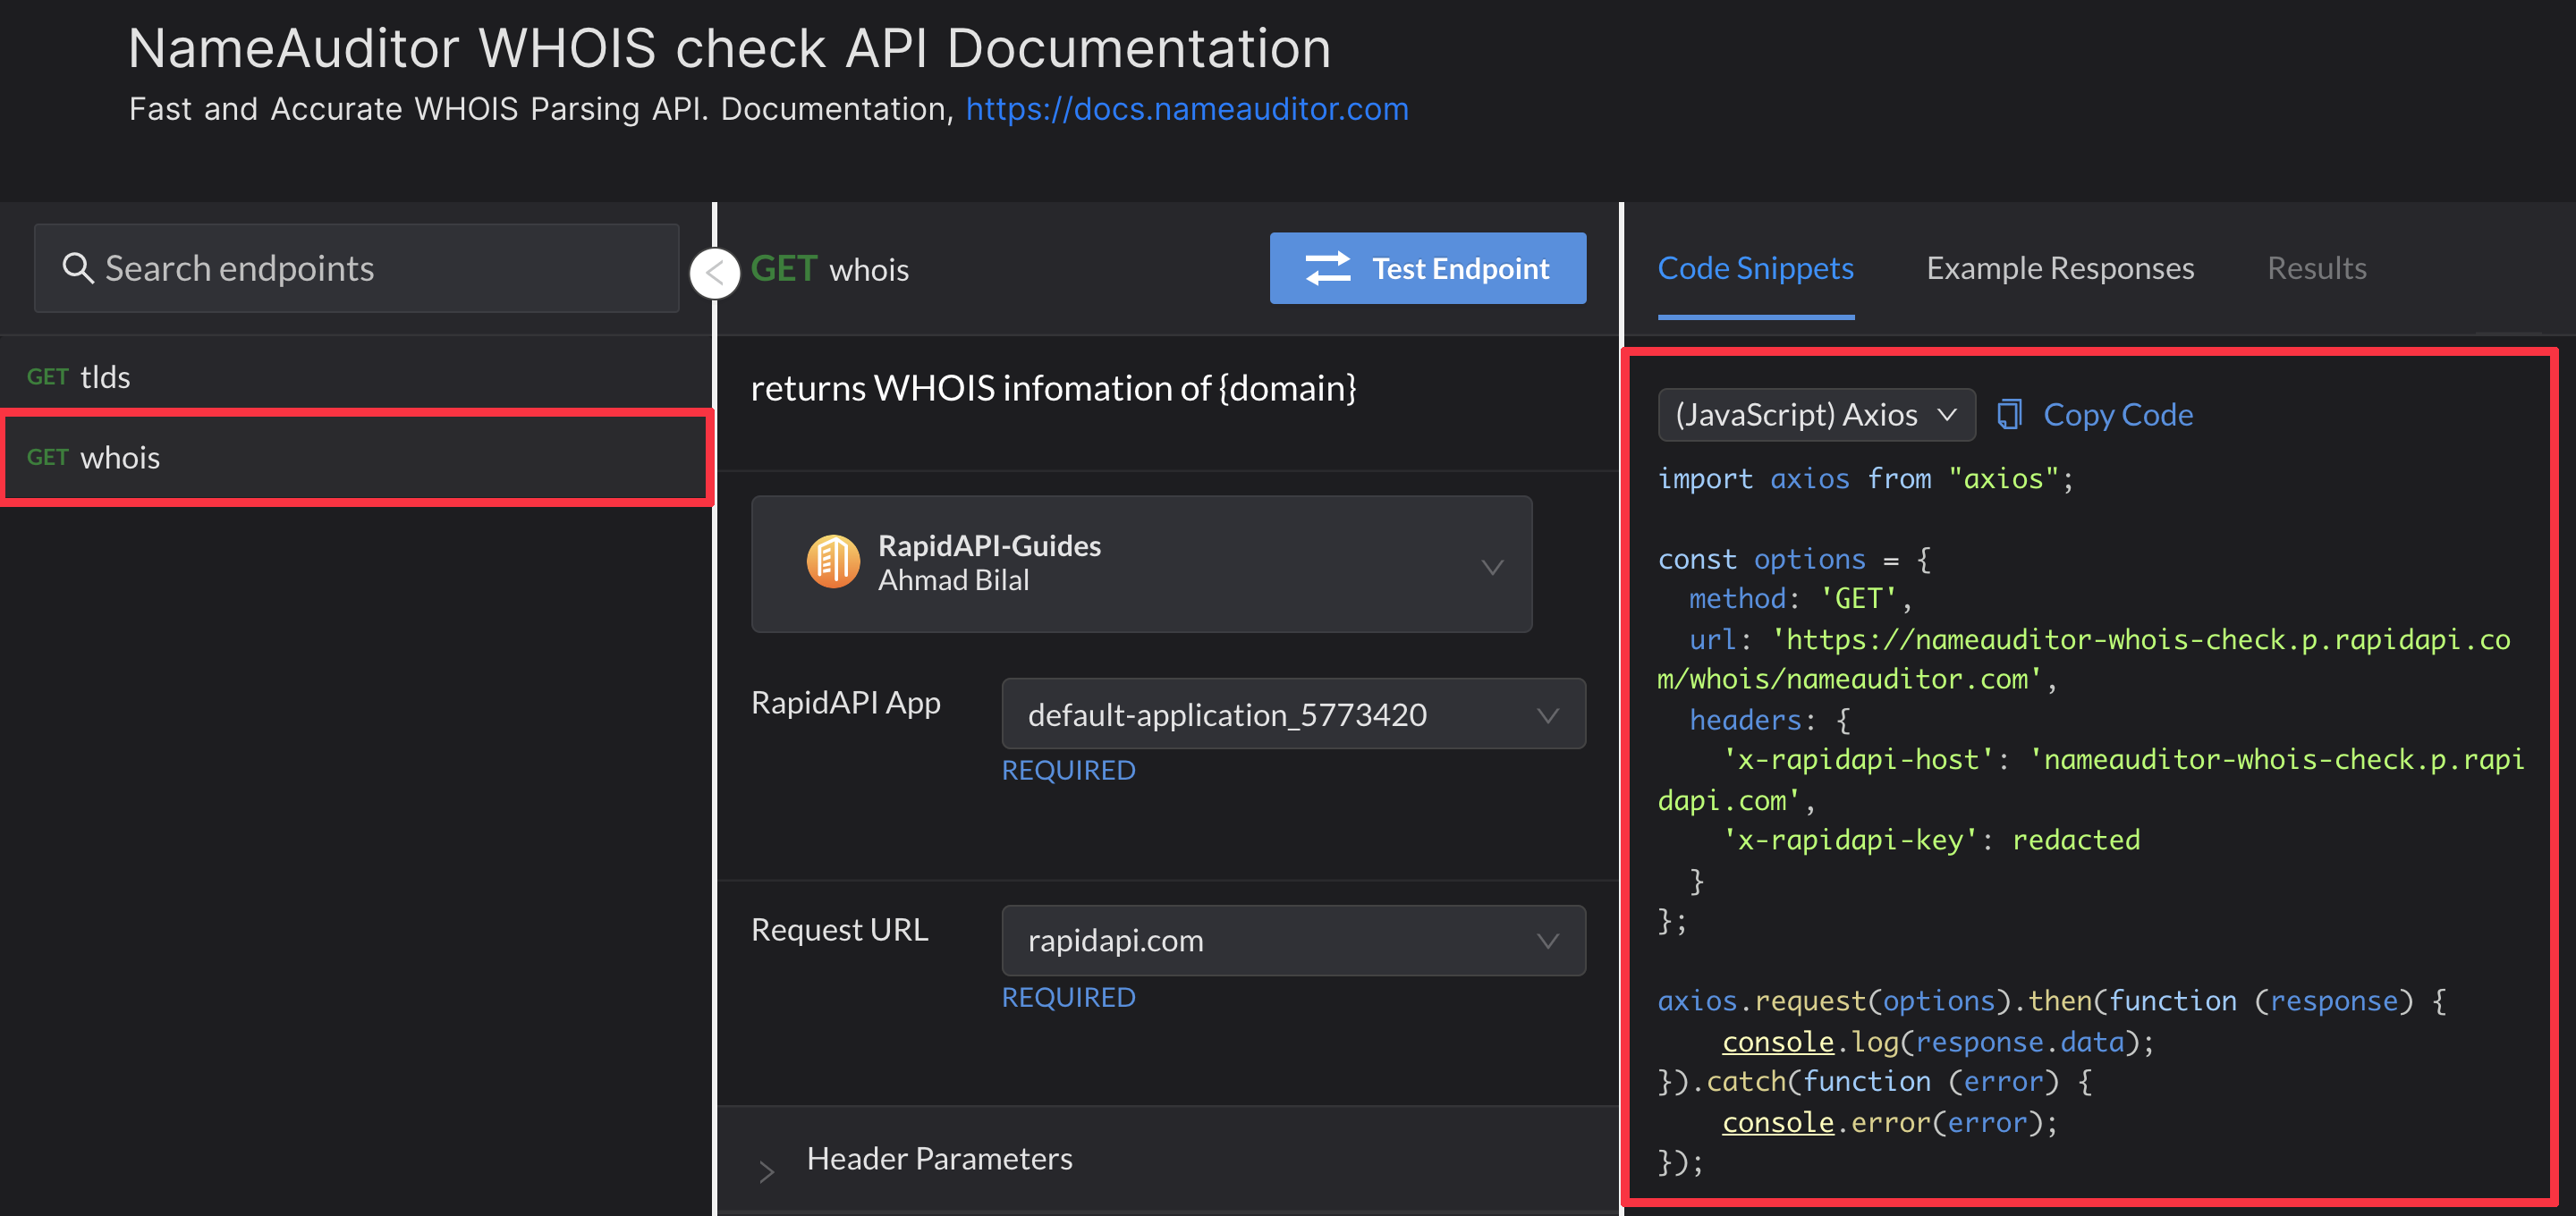 NameAuditor WHOIS check API Documentation
Fast and Accurate WHOIS Parsing API. Documentation, https://docs.nameauditor.com
Search endpoints
GET tlds
GET whois
GET whois
Test Endpoint
returns WHOIS infomation of {domain}
RapidAPI-Guides
Ahmad Bilal
RapidAPI App
default-application_5773420
REQUIRED
Request URL
rapidapi.com
REQUIRED
Header Parameters
Code Snippets
Example Responses
Results
(JavaScript) Axios
Copy Code
import axios from "axios";
const options = {
method: 'GET',
url: 'https://nameauditor-whois-check.p.rapidapi.co
m/whois/nameauditor.com',
headers: {
'x-rapidapi-host': 'nameauditor-whois-check.p.rapi
dapi.com',
'x-rapidapi-key': redacted
}
};
axios.request(options).then(function (response) {
console.log(response.data);
}).catch(function (error) {
console.error(error);
});